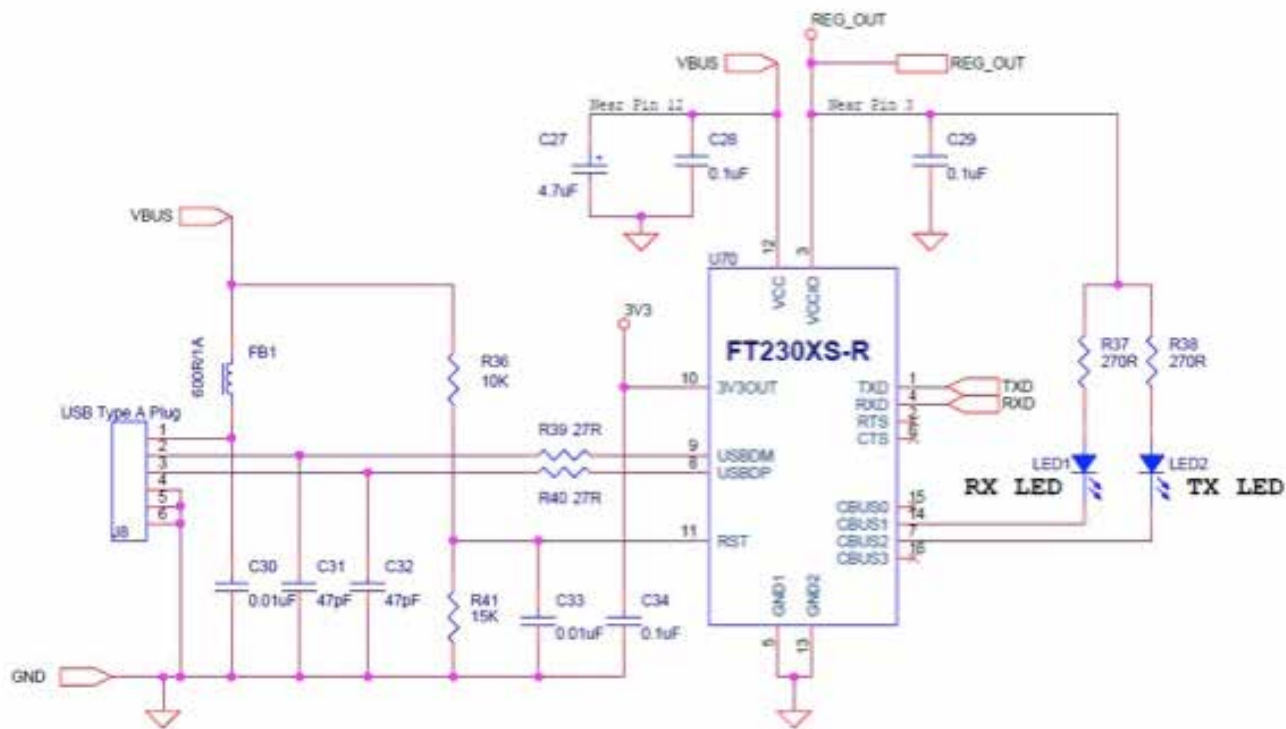 REG_OUT
VBUS
REG_OUT
Near Pin 12
Near Pin 3
C27
4.7uF
C28
0.1uF
C29
0.1uF
VBUS
12
3
U70
VCC
VCCIO
3V3
FT230XS-R
600R/1A
FB1
R36
10K
R37
270R
R38
270R
10
3V3OUT
TXD
1
TXD
RXD
4
RXD
RTS
CTS
USB Type A Plug
1
2
3
4
5
6
J8
R39 27R
9
USBDM
8
USBDP
R40 27R
LED1
RX LED
LED2
TX LED
CBUS0
15
CBUS1
14
CBUS2
7
CBUS3
16
11
RST
C30
0.01uF
C31
47pF
C32
47pF
R41
15K
C33
0.01uF
C34
0.1uF
GND1
GND2
5
13
GND